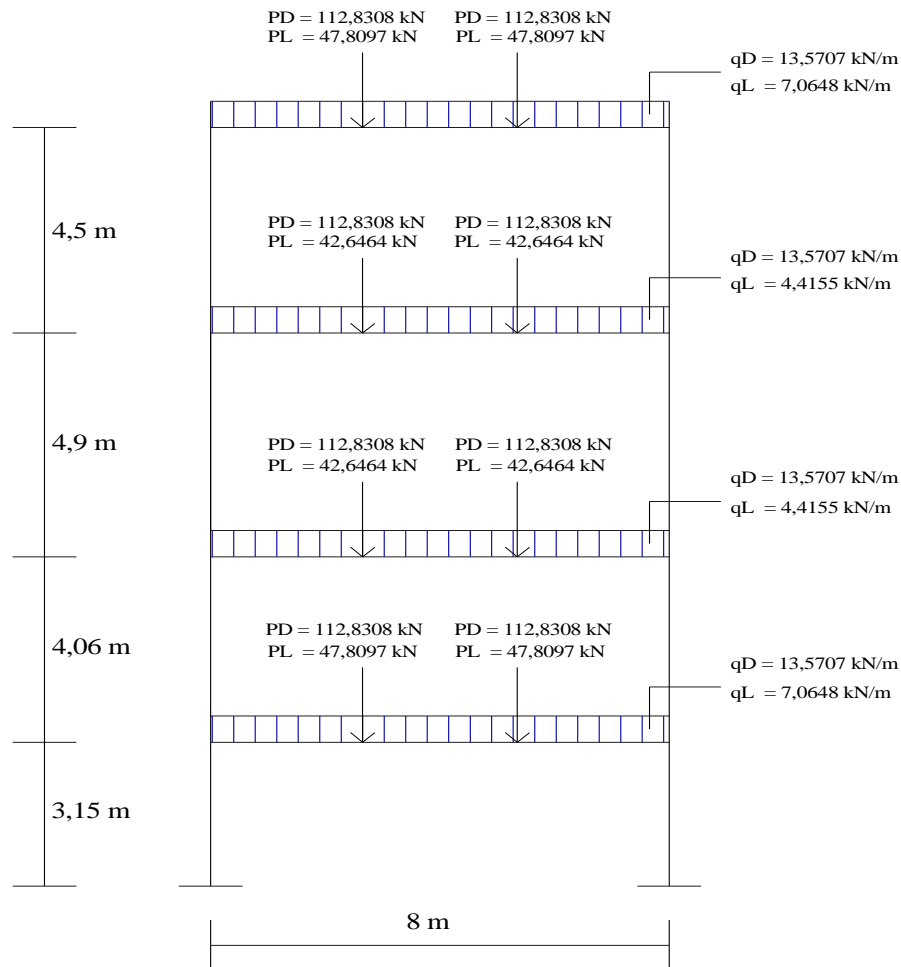 PD = 112,8308 kN PD = 112,8308 kN
PL = 47,8097 kN PL = 47,8097 kN
qD = 13,5707 kN/m
qL = 7,0648 kN/m
4,5 m
PD = 112,8308 kN PD = 112,8308 kN
PL = 42,6464 kN PL = 42,6464 kN
qD = 13,5707 kN/m
qL = 4,4155 kN/m
4,9 m
PD = 112,8308 kN PD = 112,8308 kN
PL = 42,6464 kN PL = 42,6464 kN
qD = 13,5707 kN/m
qL = 4,4155 kN/m
4,06 m
PD = 112,8308 kN PD = 112,8308 kN
PL = 47,8097 kN PL = 47,8097 kN
qD = 13,5707 kN/m
qL = 7,0648 kN/m
3,15 m
8 m